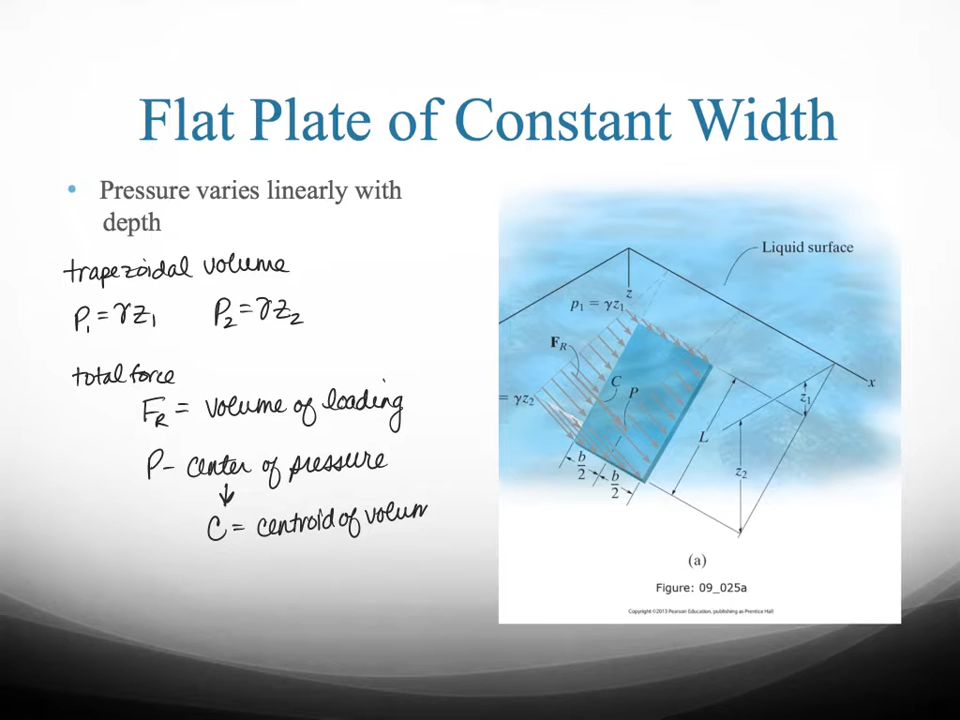 Flat Plate of Constant Width
• Pressure varies linearly with
depth
trapezoidal volume
P₁ = γz₁ P₂ = γz₂
total force
F_R = volume of loading
P - center of pressure
↓
C = centroid of volum
Liquid surface
z
p₁ = γz₁
F_R
x
C
P
z₁
= γz₂
L
z₂
b/2
b/2
(a)
Figure: 09_025a
Copyright ©2013 Pearson Education, publishing as Prentice Hall